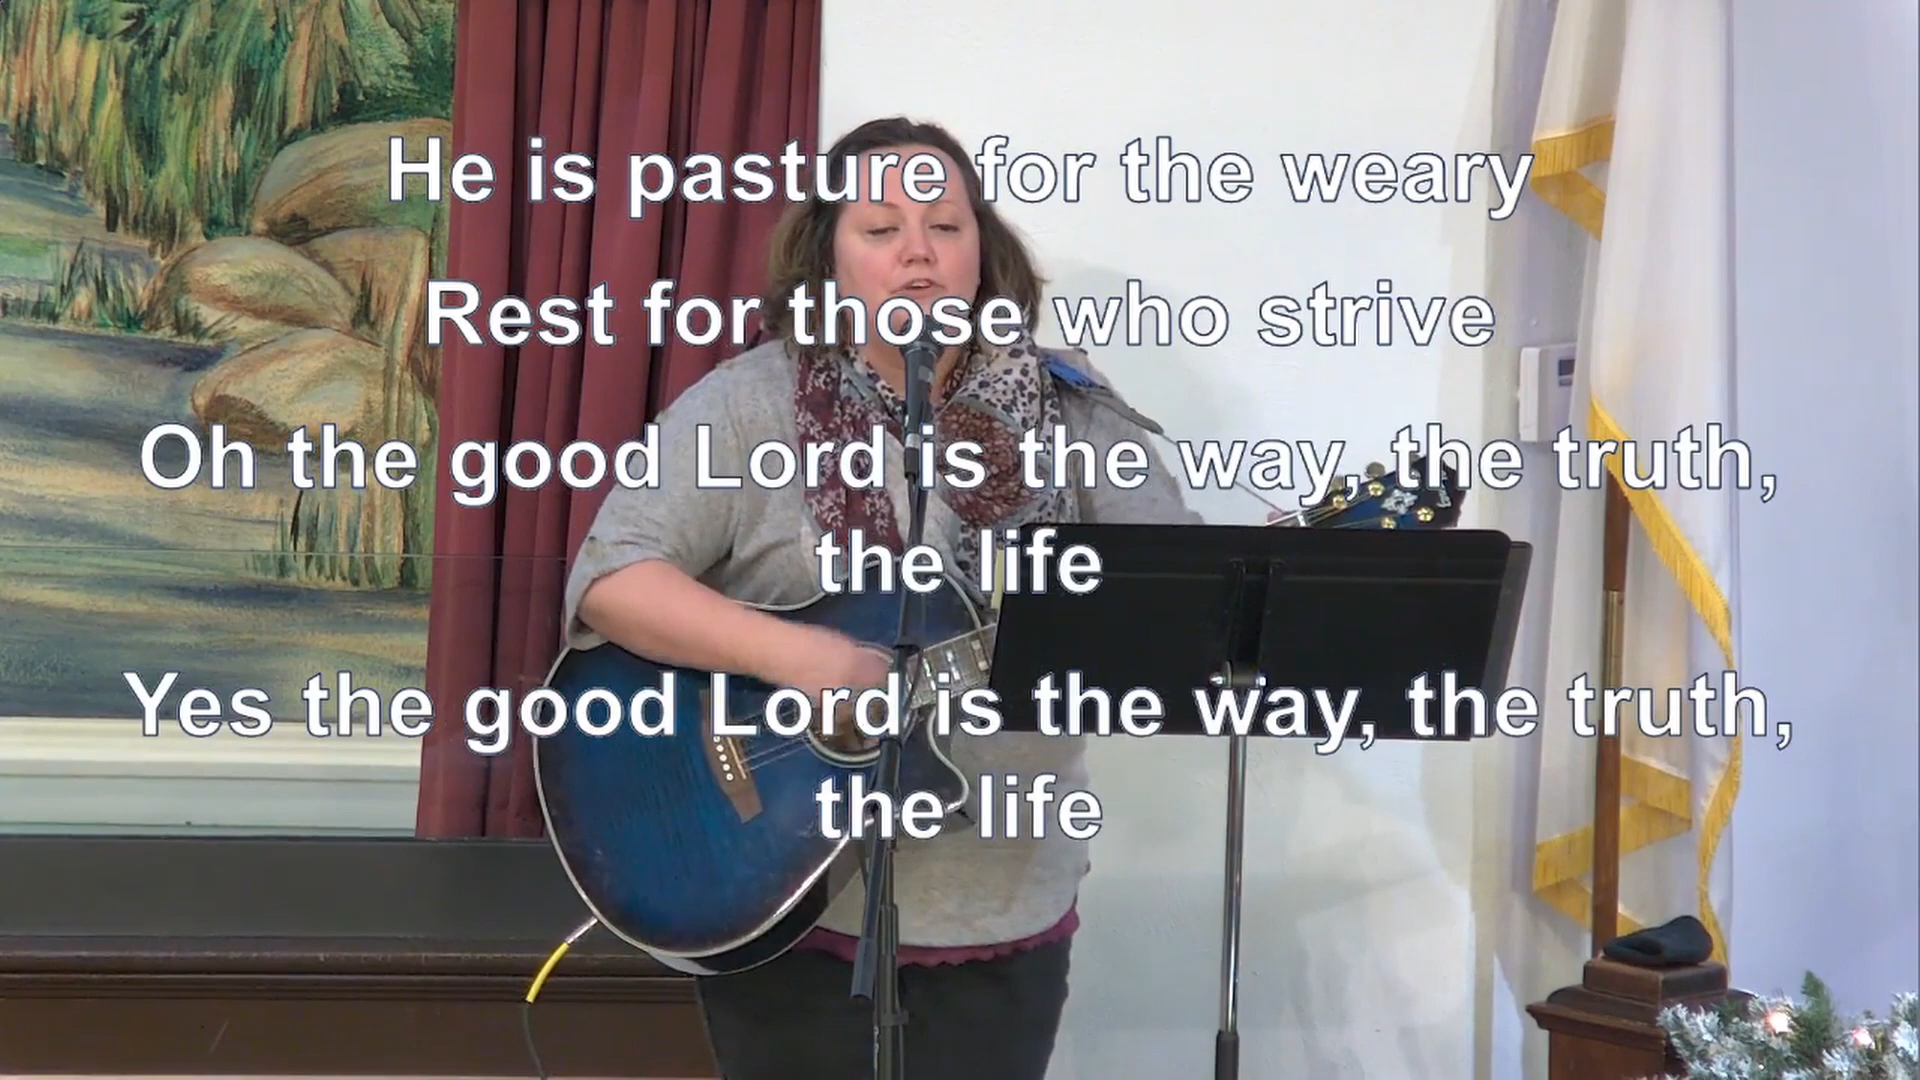 He is pasture for the weary
Rest for those who strive
Oh the good Lord is the way, the truth,
the life
Yes the good Lord is the way, the truth,
the life